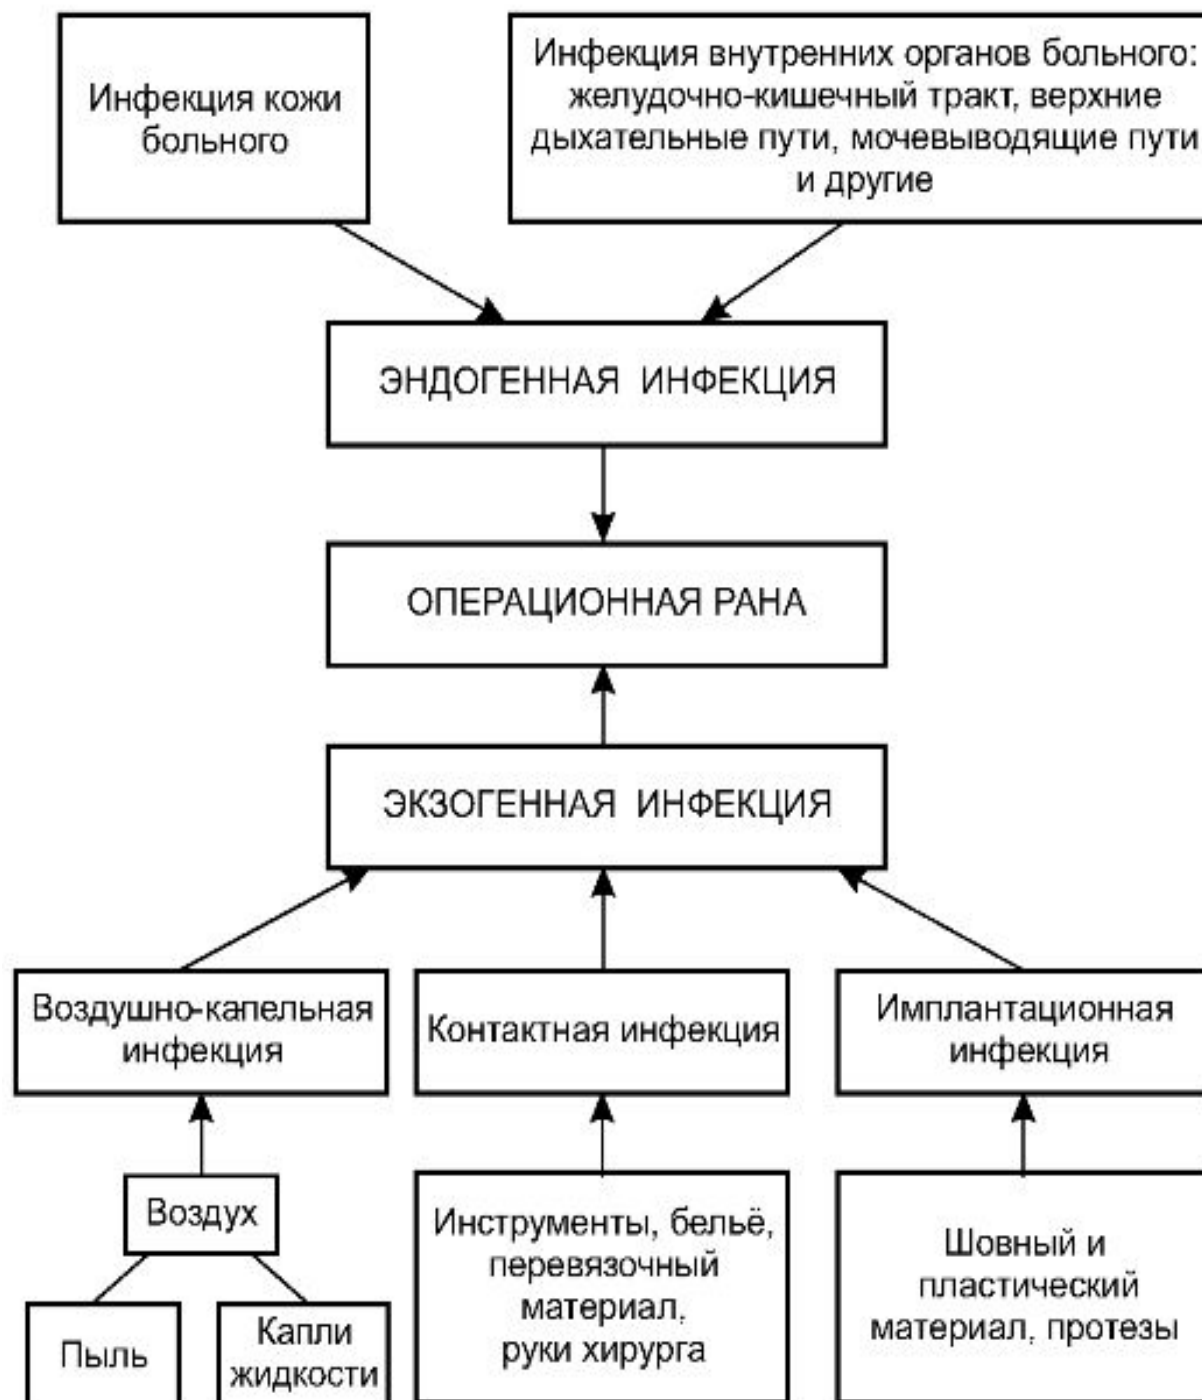 Инфекция кожи
больного
Инфекция внутренних органов больного:
желудочно-кишечный тракт, верхние
дыхательные пути, мочевыводящие пути
и другие
ЭНДОГЕННАЯ ИНФЕКЦИЯ
ОПЕРАЦИОННАЯ РАНА
ЭКЗОГЕННАЯ ИНФЕКЦИЯ
Воздушно-капельная
инфекция
Контактная инфекция
Имплантационная
инфекция
Воздух
Пыль
Капли
жидкости
Инструменты, бельё,
перевязочный
материал,
руки хирурга
Шовный и
пластический
материал, протезы